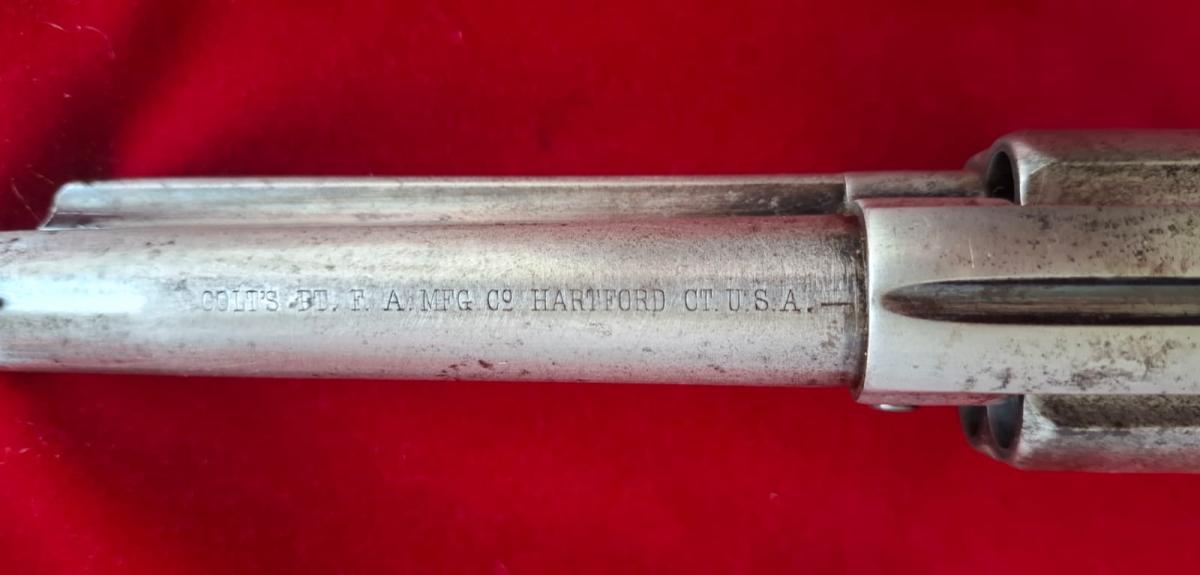 COLT'S PT. F. A. MFG Cº HARTFORD CT. U.S.A. —